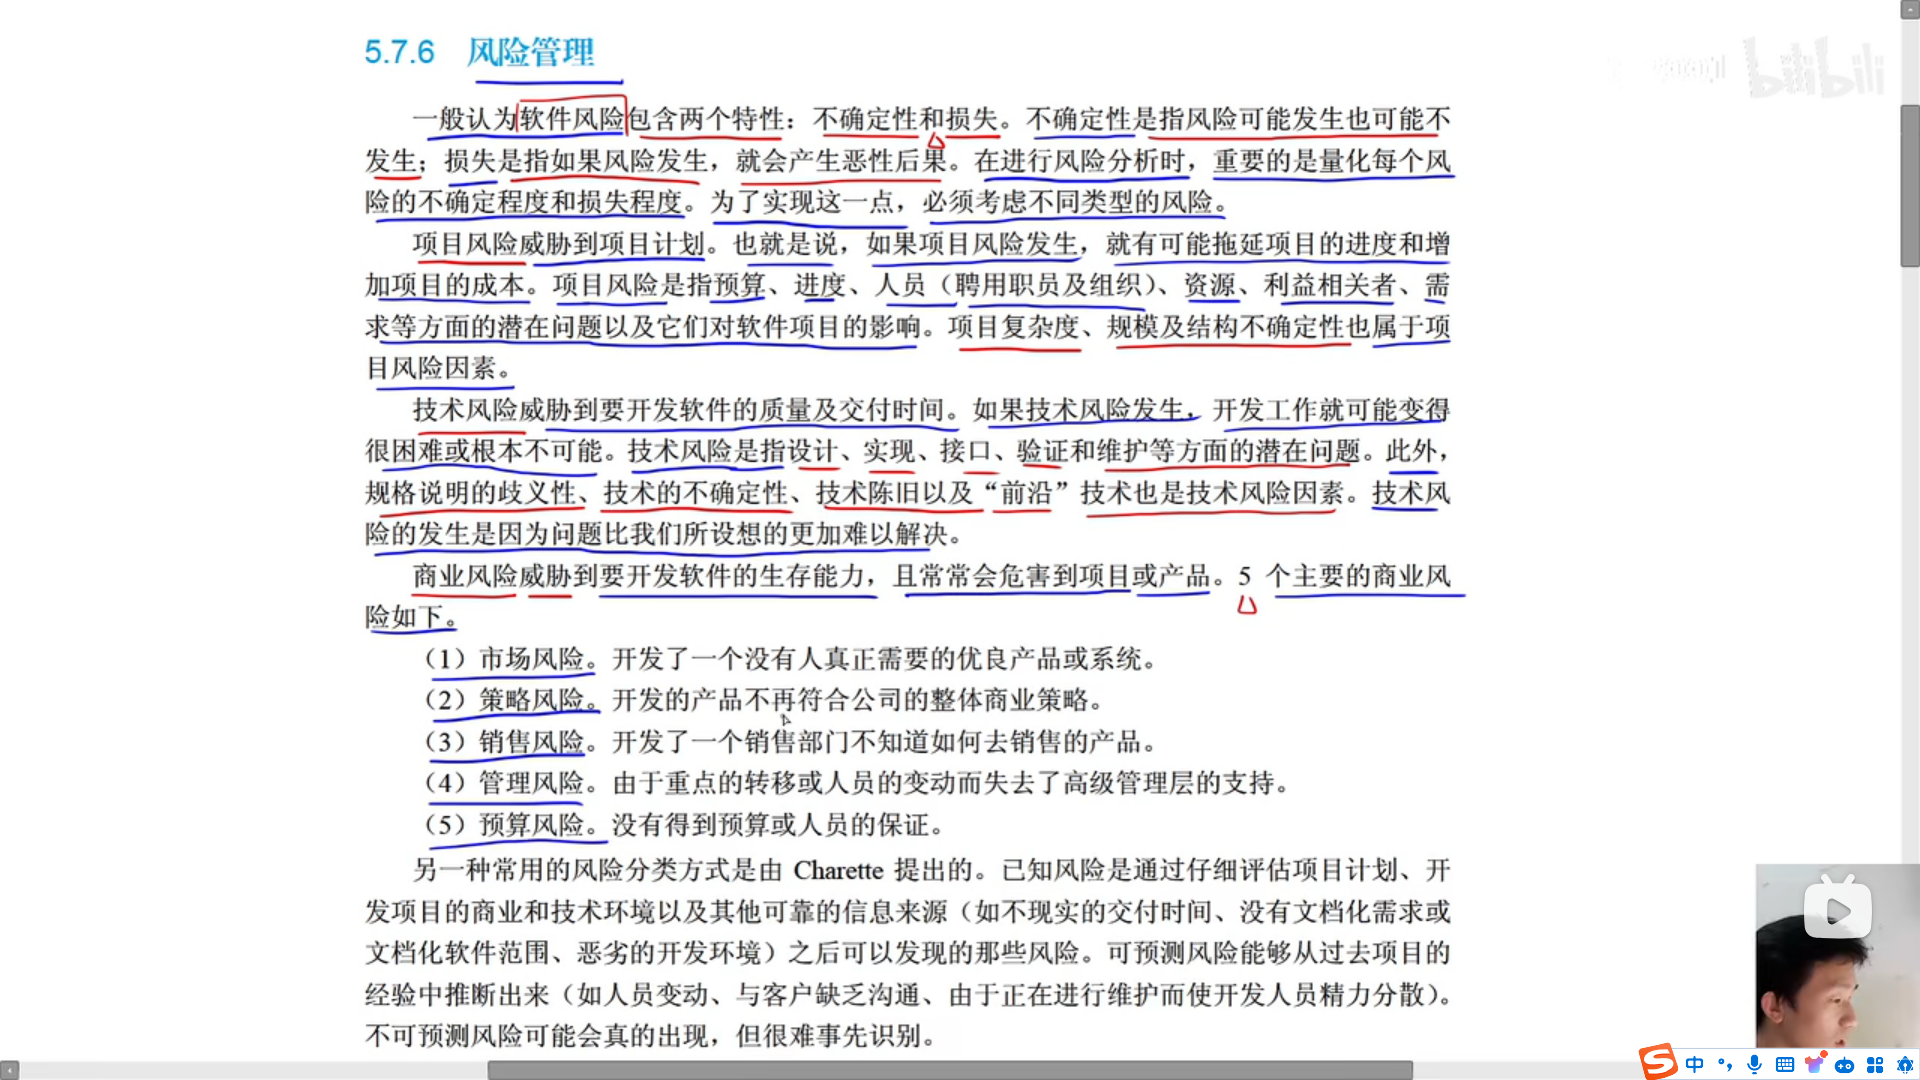 5.7.6 风险管理
bilibili
一般认为软件风险包含两个特性：不确定性和损失。不确定性是指风险可能发生也可能不
发生；损失是指如果风险发生，就会产生恶性后果。在进行风险分析时，重要的是量化每个风
险的不确定程度和损失程度。为了实现这一点，必须考虑不同类型的风险。
项目风险威胁到项目计划。也就是说，如果项目风险发生，就有可能拖延项目的进度和增
加项目的成本。项目风险是指预算、进度、人员（聘用职员及组织）、资源、利益相关者、需
求等方面的潜在问题以及它们对软件项目的影响。项目复杂度、规模及结构不确定性也属于项
目风险因素。
技术风险威胁到要开发软件的质量及交付时间。如果技术风险发生，开发工作就可能变得
很困难或根本不可能。技术风险是指设计、实现、接口、验证和维护等方面的潜在问题。此外，
规格说明的歧义性、技术的不确定性、技术陈旧以及“前沿”技术也是技术风险因素。技术风
险的发生是因为问题比我们所设想的更加难以解决。
商业风险威胁到要开发软件的生存能力，且常常会危害到项目或产品。5 个主要的商业风
险如下。
（1）市场风险。开发了一个没有人真正需要的优良产品或系统。
（2）策略风险。开发的产品不再符合公司的整体商业策略。
（3）销售风险。开发了一个销售部门不知道如何去销售的产品。
（4）管理风险。由于重点的转移或人员的变动而失去了高级管理层的支持。
（5）预算风险。没有得到预算或人员的保证。
另一种常用的风险分类方式是由 Charette 提出的。已知风险是通过仔细评估项目计划、开
发项目的商业和技术环境以及其他可靠的信息来源（如不现实的交付时间、没有文档化需求或
文档化软件范围、恶劣的开发环境）之后可以发现的那些风险。可预测风险能够从过去项目的
经验中推断出来（如人员变动、与客户缺乏沟通、由于正在进行维护而使开发人员精力分散）。
不可预测风险可能会真的出现，但很难事先识别。
中